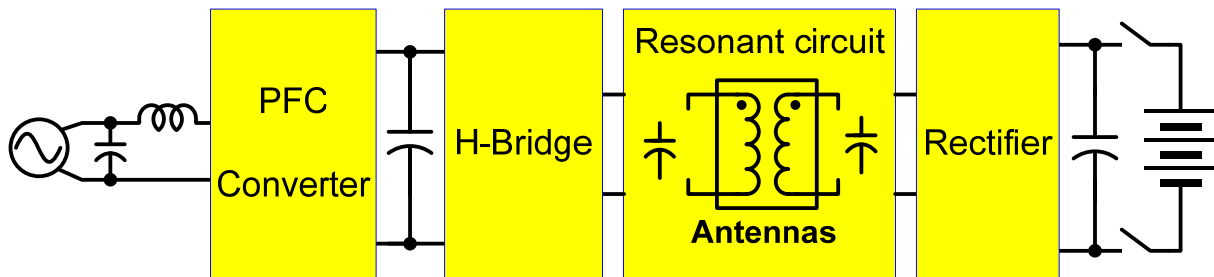 PFC
Converter
H-Bridge
Resonant circuit
Antennas
Rectifier